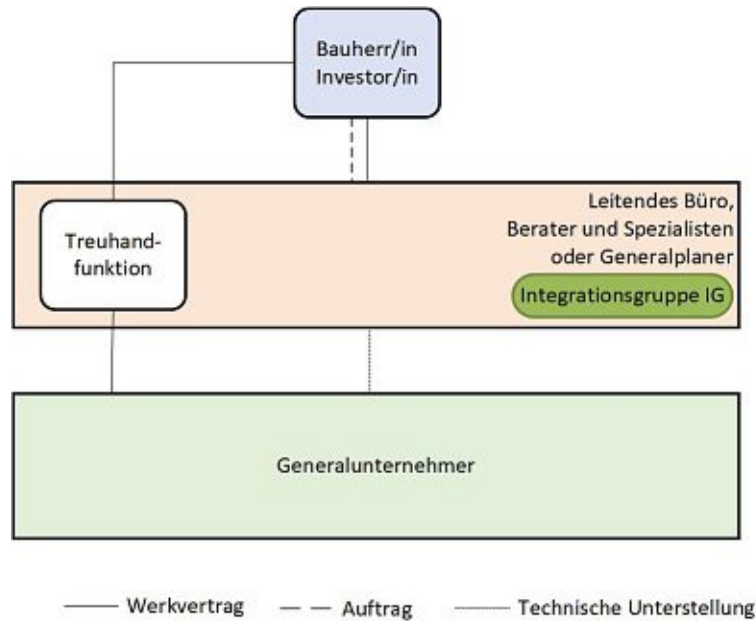 Bauherr/in
Investor/in
Leitendes Büro,
Berater und Spezialisten
oder Generalplaner
Treuhand-
funktion
Integrationsgruppe IG
Generalunternehmer
Werkvertrag
Auftrag
Technische Unterstellung